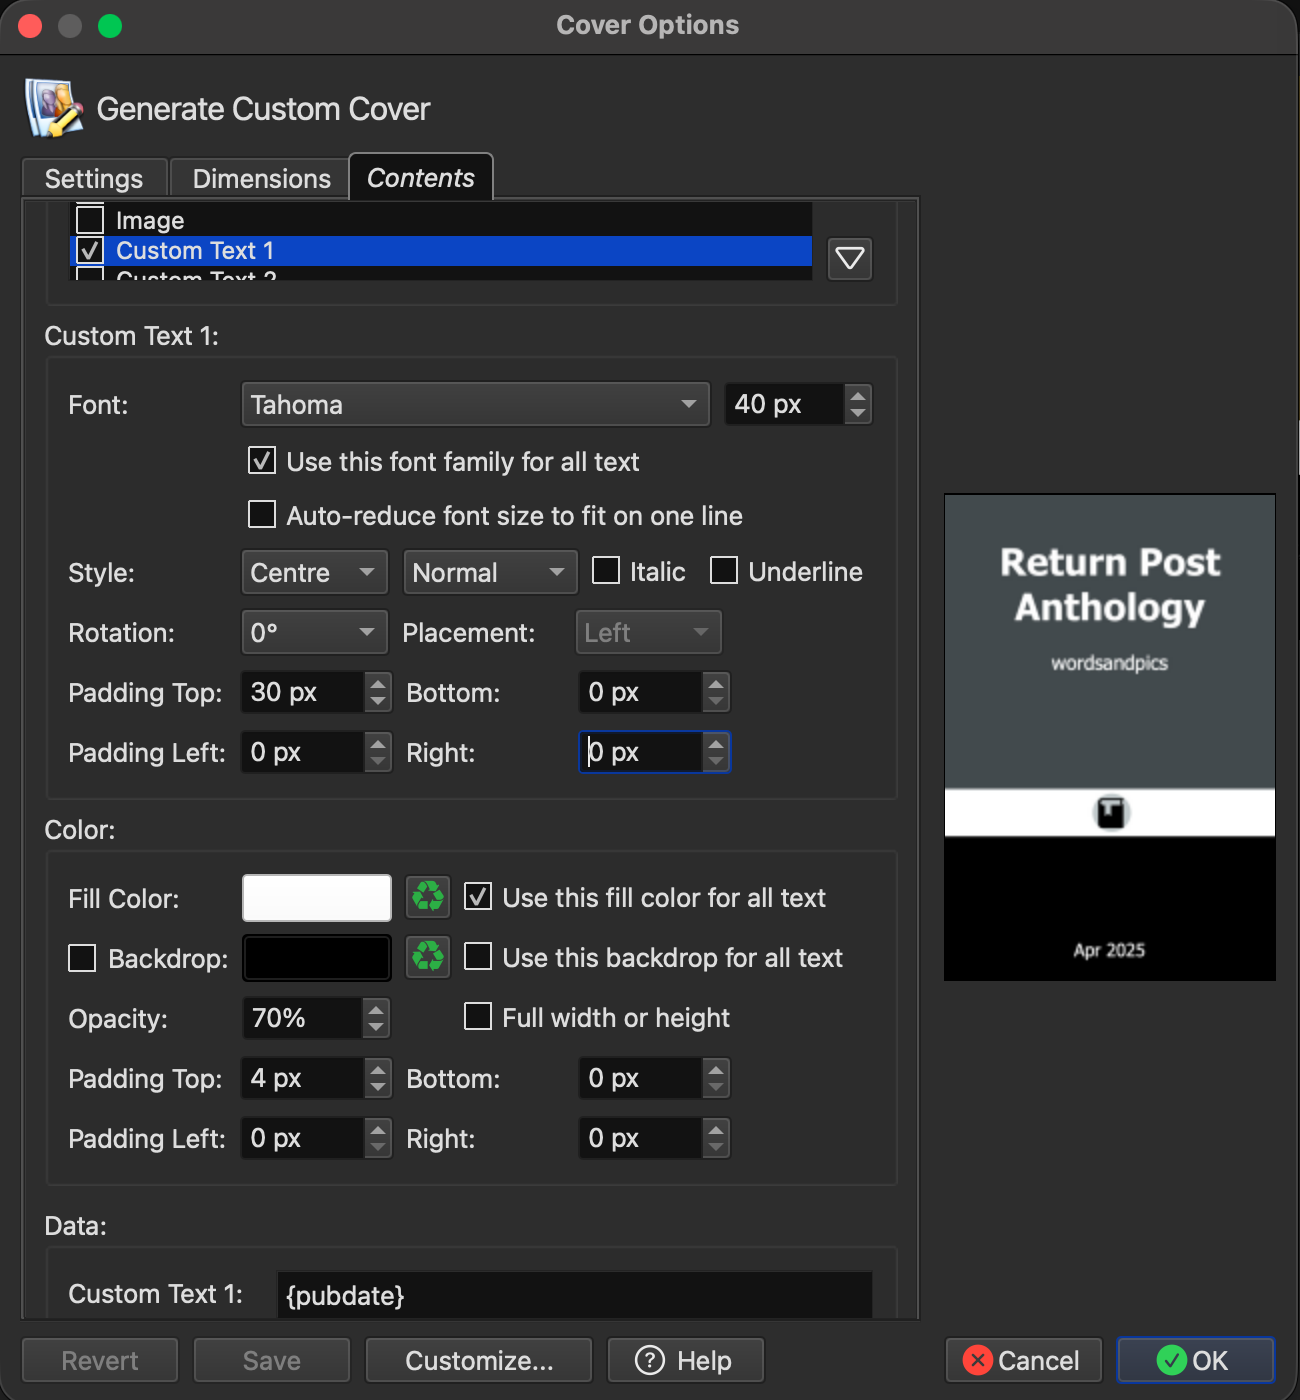 Cover Options
Generate Custom Cover
Settings Dimensions Contents
Image
Custom Text 1
Custom Text 2
Custom Text 1:
Font: Tahoma 40 px
Use this font family for all text
Auto-reduce font size to fit on one line
Style: Centre Normal Italic Underline
Rotation: 0° Placement: Left
Padding Top: 30 px Bottom: 0 px
Padding Left: 0 px Right: 0 px
Color:
Fill Color: Use this fill color for all text
Backdrop: Use this backdrop for all text
Opacity: 70% Full width or height
Padding Top: 4 px Bottom: 0 px
Padding Left: 0 px Right: 0 px
Data:
Custom Text 1: {pubdate}
Return Post
Anthology
wordsandpics
T
Apr 2025
Revert Save Customize... ? Help Cancel OK